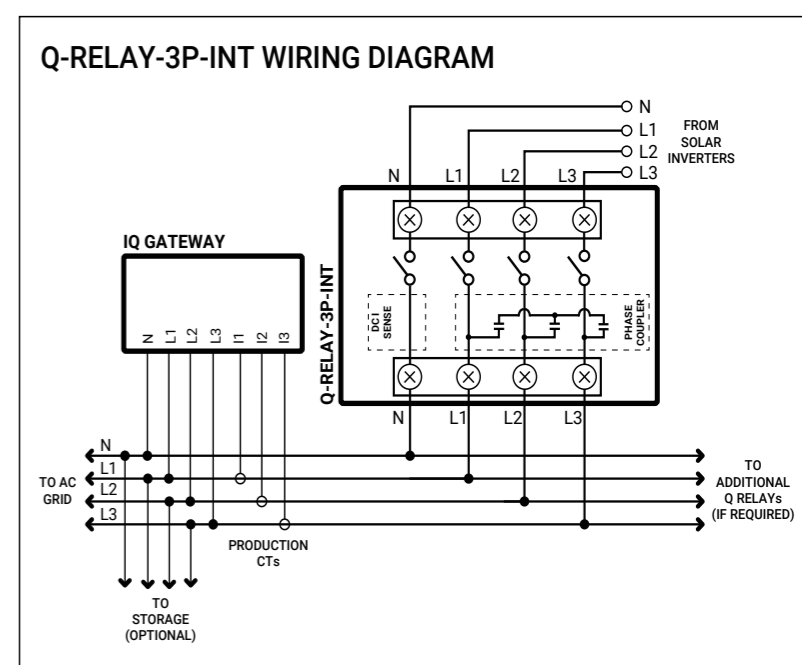 Q-RELAY-3P-INT WIRING DIAGRAM
N
L1
L2
L3
FROM
SOLAR
INVERTERS
N L1 L2 L3
IQ GATEWAY
N L1 L2 L3 I1 I2 I3
Q-RELAY-3P-INT
DCI
SENSE
PHASE
COUPLER
N L1 L2 L3
N
L1
L2
L3
TO AC
GRID
TO
ADDITIONAL
Q RELAYs
(IF REQUIRED)
PRODUCTION
CTs
TO
STORAGE
(OPTIONAL)